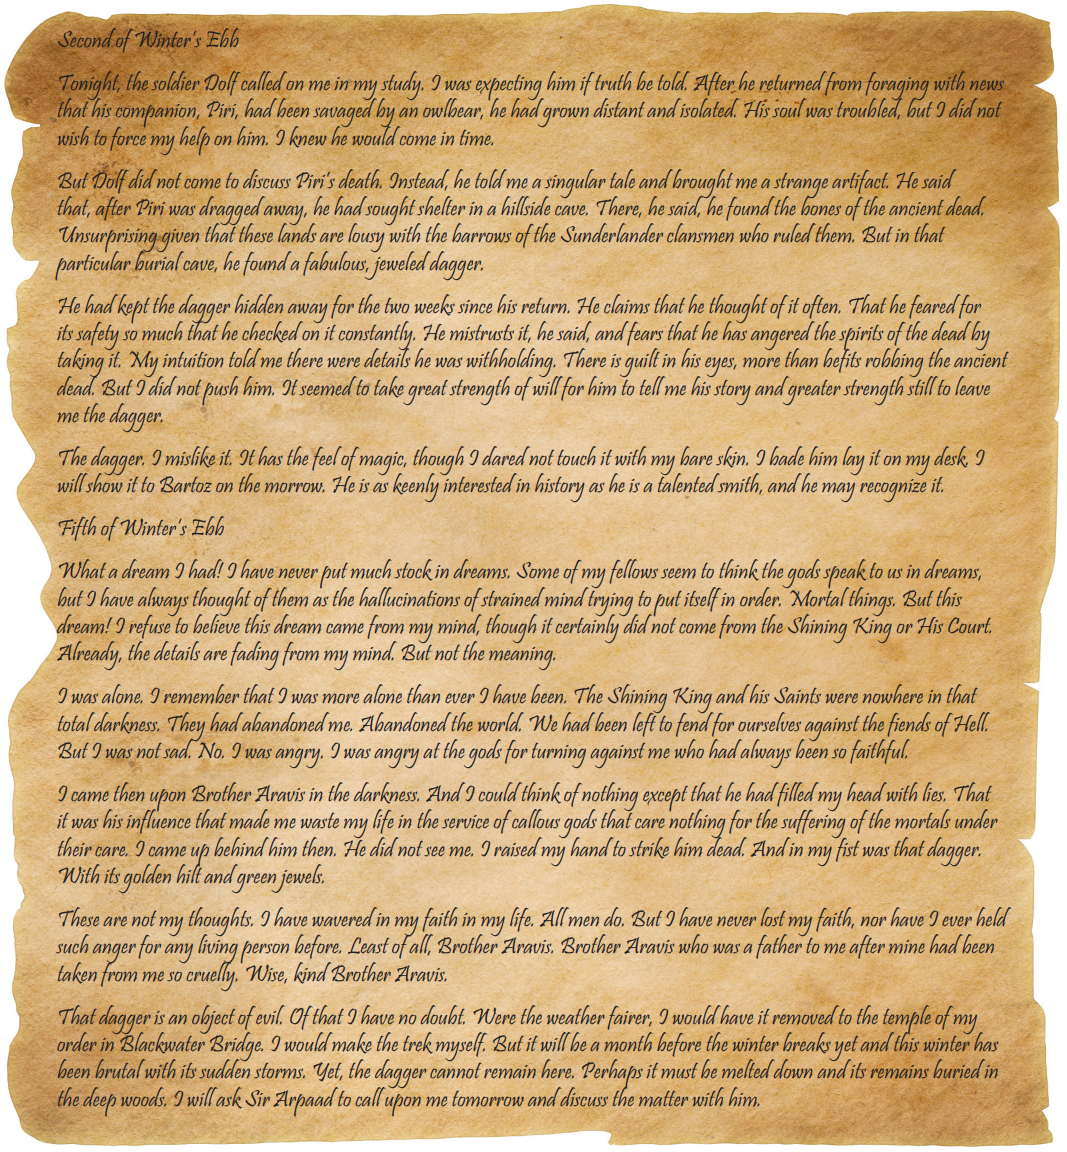 Second of Winter's Ebb
Tonight, the soldier Dolf called on me in my study. I was expecting him if truth be told. After he returned from foraging with news
that his companion, Piri, had been savaged by an owlbear, he had grown distant and isolated. His soul was troubled, but I did not
wish to force my help on him. I knew he would come in time.
But Dolf did not come to discuss Piri's death. Instead, he told me a singular tale and brought me a strange artifact. He said
that, after Piri was dragged away, he had sought shelter in a hillside cave. There, he said, he found the bones of the ancient dead.
Unsurprising given that these lands are lousy with the barrows of the Sunderlander clansmen who ruled them. But in that
particular burial cave, he found a fabulous, jeweled dagger.
He had kept the dagger hidden away for the two weeks since his return. He claims that he thought of it often. That he feared for
its safety so much that he checked on it constantly. He mistrusts it, he said, and fears that he has angered the spirits of the dead by
taking it. My intuition told me there were details he was withholding. There is guilt in his eyes, more than befits robbing the ancient
dead. But I did not push him. It seemed to take great strength of will for him to tell me his story and greater strength still to leave
me the dagger.
The dagger. I mislike it. It has the feel of magic, though I dared not touch it with my bare skin. I bade him lay it on my desk. I
will show it to Bartoz on the morrow. He is as keenly interested in history as he is a talented smith, and he may recognize it.
Fifth of Winter's Ebb
What a dream I had! I have never put much stock in dreams. Some of my fellows seem to think the gods speak to us in dreams,
but I have always thought of them as the hallucinations of strained mind trying to put itself in order. Mortal things. But this
dream! I refuse to believe this dream came from my mind, though it certainly did not come from the Shining King or His Court.
Already, the details are fading from my mind. But not the meaning.
I was alone. I remember that I was more alone than ever I have been. The Shining King and his Saints were nowhere in that
total darkness. They had abandoned me. Abandoned the world. We had been left to fend for ourselves against the fiends of Hell.
But I was not sad. No. I was angry. I was angry at the gods for turning against me who had always been so faithful.
I came then upon Brother Aravis in the darkness. And I could think of nothing except that he had filled my head with lies. That
it was his influence that made me waste my life in the service of callous gods that care nothing for the suffering of the mortals under
their care. I came up behind him then. He did not see me. I raised my hand to strike him dead. And in my fist was that dagger.
With its golden hilt and green jewels.
These are not my thoughts. I have wavered in my faith in my life. All men do. But I have never lost my faith, nor have I ever held
such anger for any living person before. Least of all, Brother Aravis. Brother Aravis who was a father to me after mine had been
taken from me so cruelly. Wise, kind Brother Aravis.
That dagger is an object of evil. Of that I have no doubt. Were the weather fairer, I would have it removed to the temple of my
order in Blackwater Bridge. I would make the trek myself. But it will be a month before the winter breaks yet and this winter has
been brutal with its sudden storms. Yet, the dagger cannot remain here. Perhaps it must be melted down and its remains buried in
the deep woods. I will ask Sir Arpaad to call upon me tomorrow and discuss the matter with him.